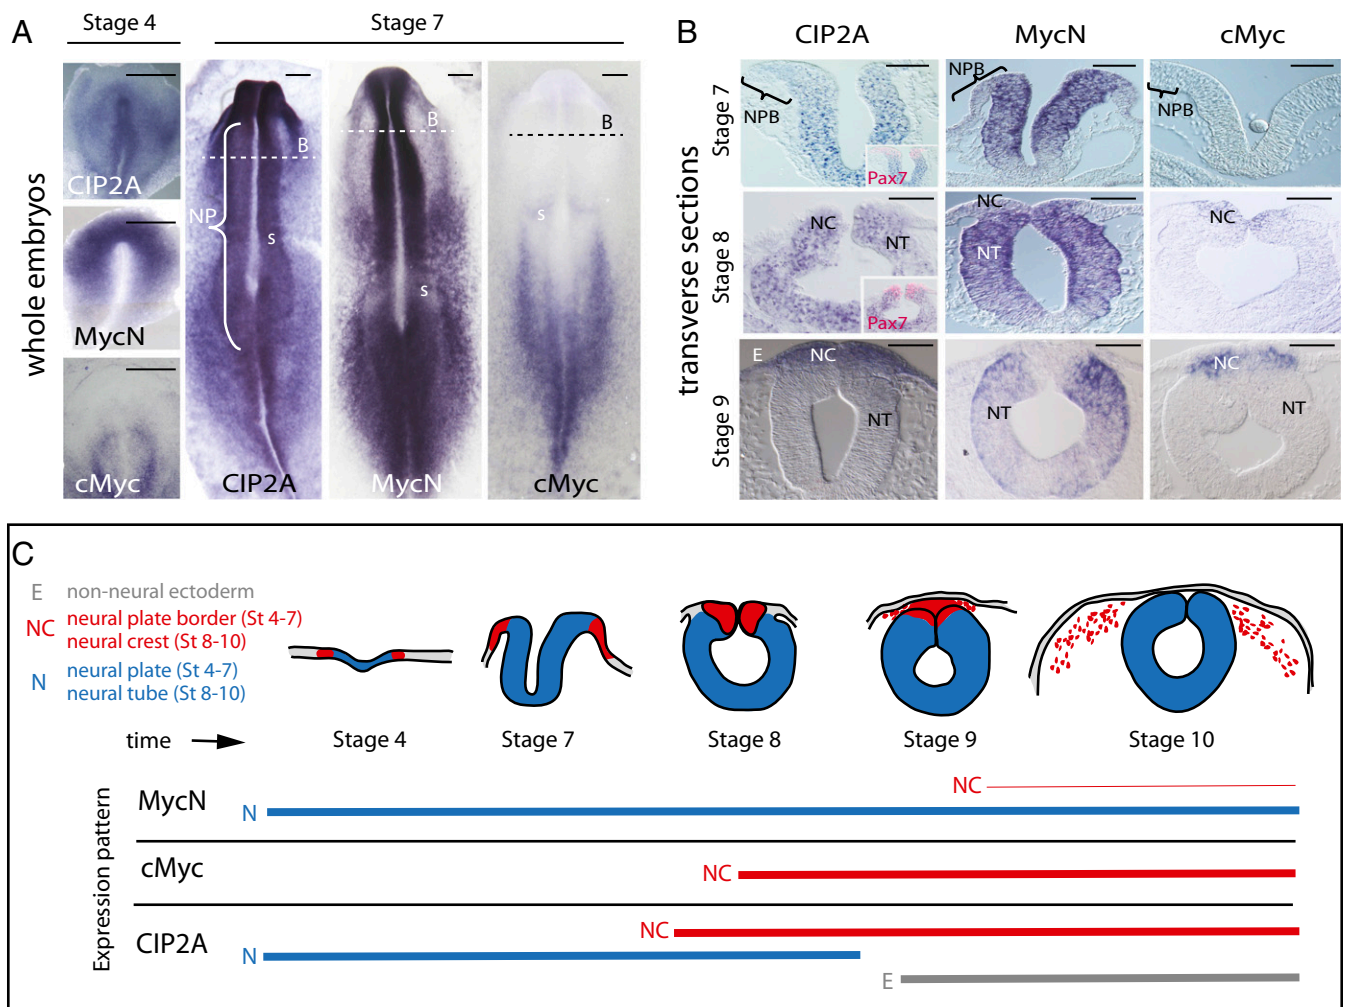 A
Stage 4
Stage 7
whole embryos
CIP2A
MycN
cMyc
NP
B
s
CIP2A
B
s
MycN
B
s
cMyc
B
CIP2A
MycN
cMyc
transverse sections
Stage 7
NPB
Pax7
NPB
NPB
Stage 8
NC
NT
Pax7
NC
NT
NC
Stage 9
E
NC
NT
NT
NC
NT
C
E non-neural ectoderm
NC neural plate border (St 4-7)
neural crest (St 8-10)
N neural plate (St 4-7)
neural tube (St 8-10)
time
Stage 4
Stage 7
Stage 8
Stage 9
Stage 10
Expression pattern
MycN
NC
N
cMyc
NC
CIP2A
NC
N
E